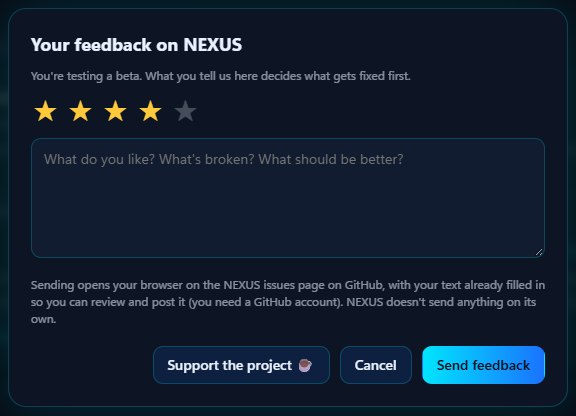 Your feedback on NEXUS
You're testing a beta. What you tell us here decides what gets fixed first.
What do you like? What's broken? What should be better?
Sending opens your browser on the NEXUS issues page on GitHub, with your text already filled in
so you can review and post it (you need a GitHub account). NEXUS doesn't send anything on its
own.
Support the project
Cancel
Send feedback